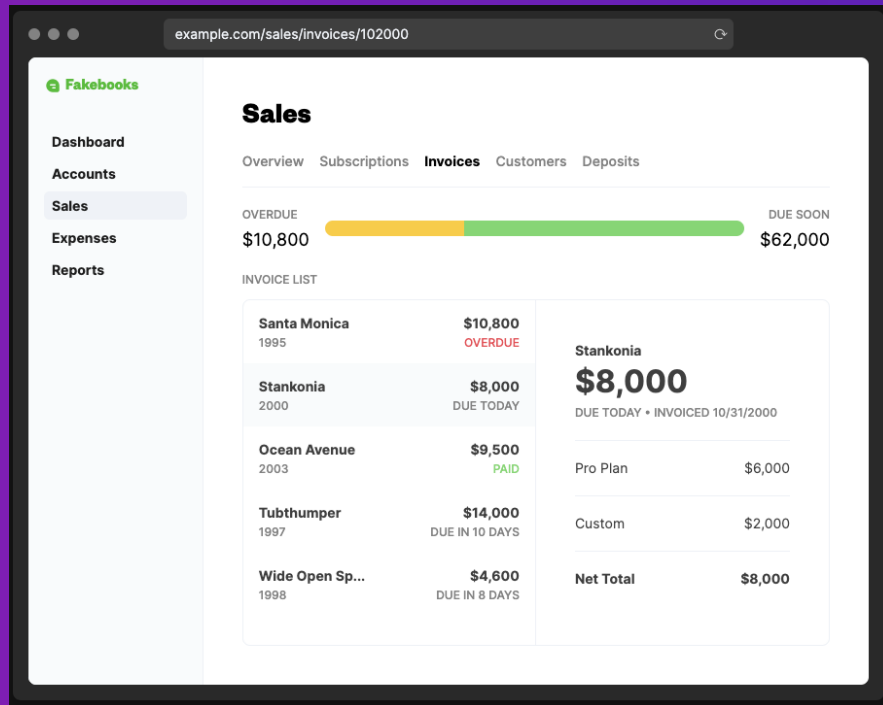 example.com/sales/invoices/102000
Fakebooks
Dashboard
Accounts
Sales
Expenses
Reports
Sales
Overview Subscriptions Invoices Customers Deposits
OVERDUE
$10,800
DUE SOON
$62,000
INVOICE LIST
Santa Monica $10,800
1995 OVERDUE
Stankonia $8,000
2000 DUE TODAY
Ocean Avenue $9,500
2003 PAID
Tubthumper $14,000
1997 DUE IN 10 DAYS
Wide Open Sp... $4,600
1998 DUE IN 8 DAYS
Stankonia
$8,000
DUE TODAY • INVOICED 10/31/2000
Pro Plan $6,000
Custom $2,000
Net Total $8,000